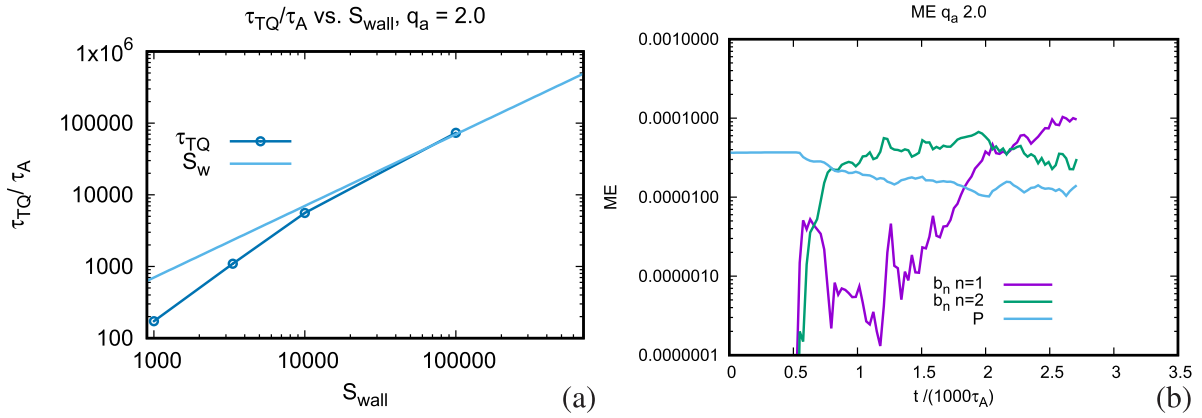 τTQ/τA vs. Swall, qa = 2.0
1x10^6
100000
10000
1000
100
τTQ/ τA
τTQ
Sw
1000 10000 100000
Swall
(a)
ME qa 2.0
0.0010000
0.0001000
0.0000100
0.0000010
0.0000001
ME
bn n=1
bn n=2
P
0 0.5 1 1.5 2 2.5 3 3.5
t /(1000τA)
(b)